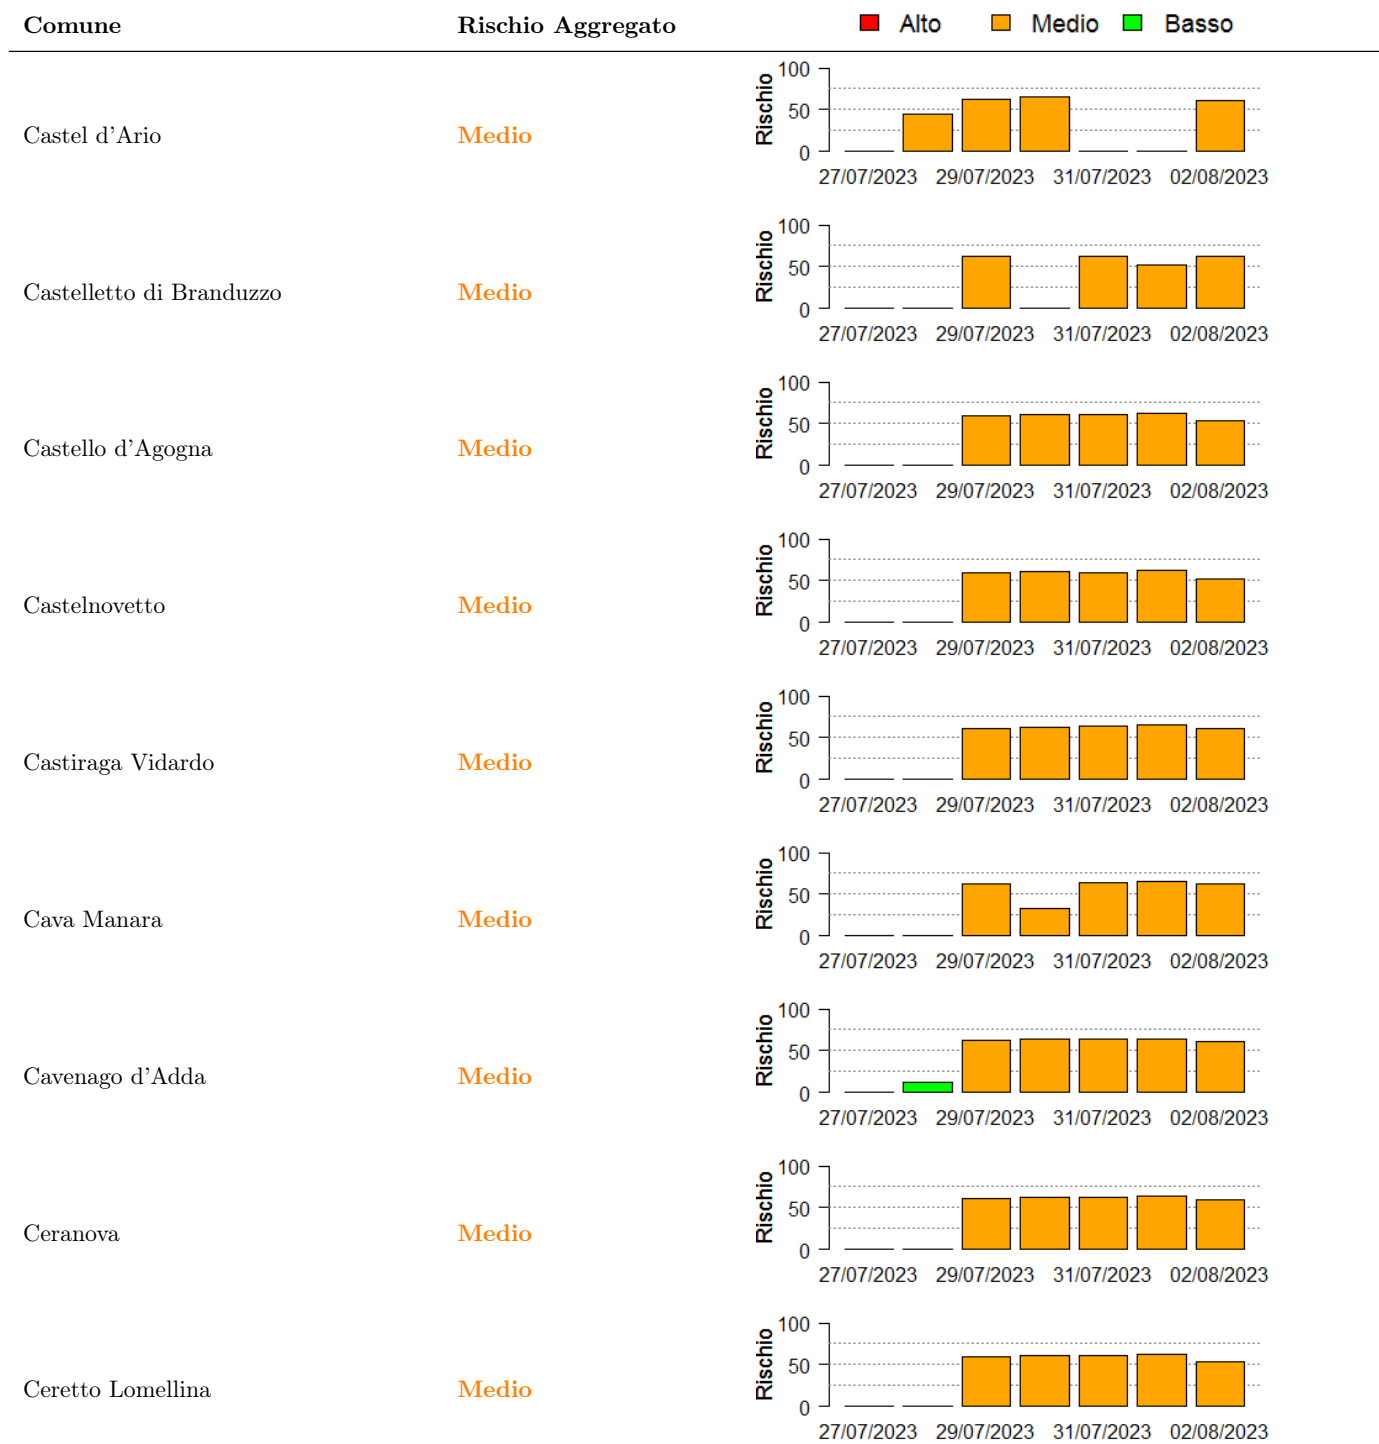 Comune Rischio Aggregato Alto Medio Basso
100
50
0
Rischio
Castel d'Ario Medio
27/07/2023 29/07/2023 31/07/2023 02/08/2023
100
50
0
Rischio
Castelletto di Branduzzo Medio
27/07/2023 29/07/2023 31/07/2023 02/08/2023
100
50
0
Rischio
Castello d'Agogna Medio
27/07/2023 29/07/2023 31/07/2023 02/08/2023
100
50
0
Rischio
Castelnovetto Medio
27/07/2023 29/07/2023 31/07/2023 02/08/2023
100
50
0
Rischio
Castiraga Vidardo Medio
27/07/2023 29/07/2023 31/07/2023 02/08/2023
100
50
0
Rischio
Cava Manara Medio
27/07/2023 29/07/2023 31/07/2023 02/08/2023
100
50
0
Rischio
Cavenago d'Adda Medio
27/07/2023 29/07/2023 31/07/2023 02/08/2023
100
50
0
Rischio
Ceranova Medio
27/07/2023 29/07/2023 31/07/2023 02/08/2023
100
50
0
Rischio
Ceretto Lomellina Medio
27/07/2023 29/07/2023 31/07/2023 02/08/2023